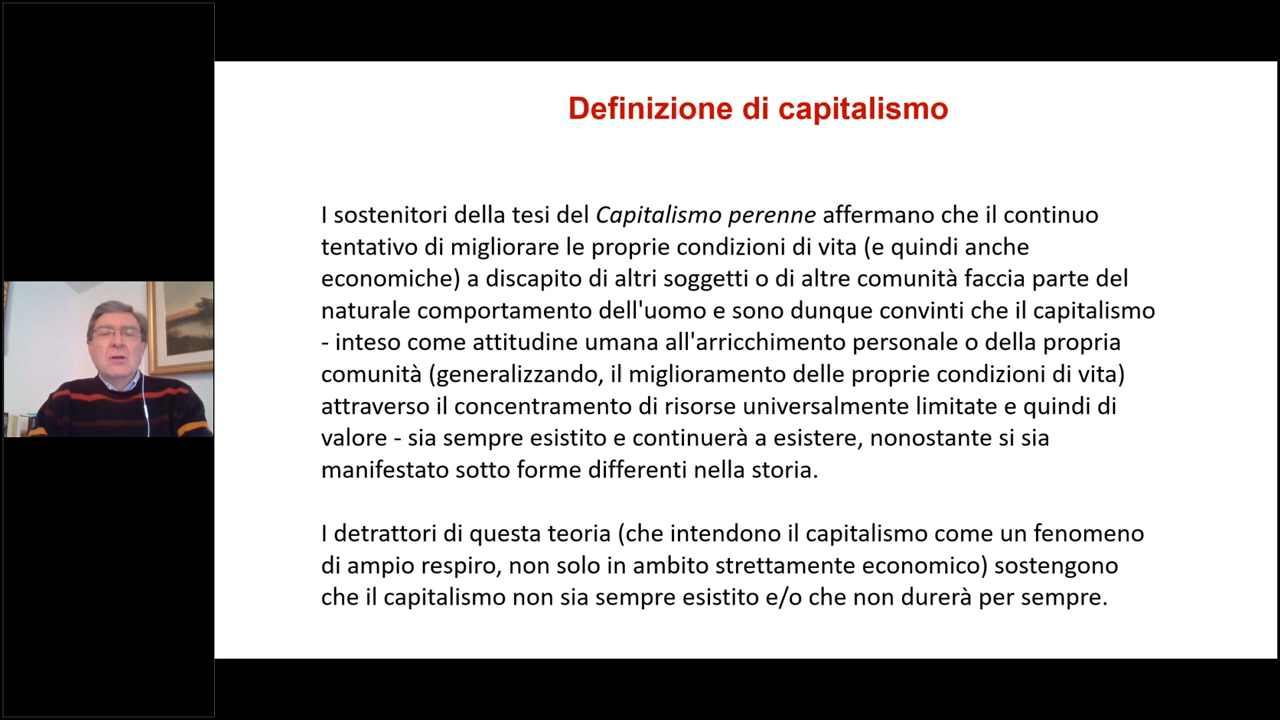 Definizione di capitalismo
I sostenitori della tesi del Capitalismo perenne affermano che il continuo
tentativo di migliorare le proprie condizioni di vita (e quindi anche
economiche) a discapito di altri soggetti o di altre comunità faccia parte del
naturale comportamento dell'uomo e sono dunque convinti che il capitalismo
- inteso come attitudine umana all'arricchimento personale o della propria
comunità (generalizzando, il miglioramento delle proprie condizioni di vita)
attraverso il concentramento di risorse universalmente limitate e quindi di
valore - sia sempre esistito e continuerà a esistere, nonostante si sia
manifestato sotto forme differenti nella storia.
I detrattori di questa teoria (che intendono il capitalismo come un fenomeno
di ampio respiro, non solo in ambito strettamente economico) sostengono
che il capitalismo non sia sempre esistito e/o che non durerà per sempre.